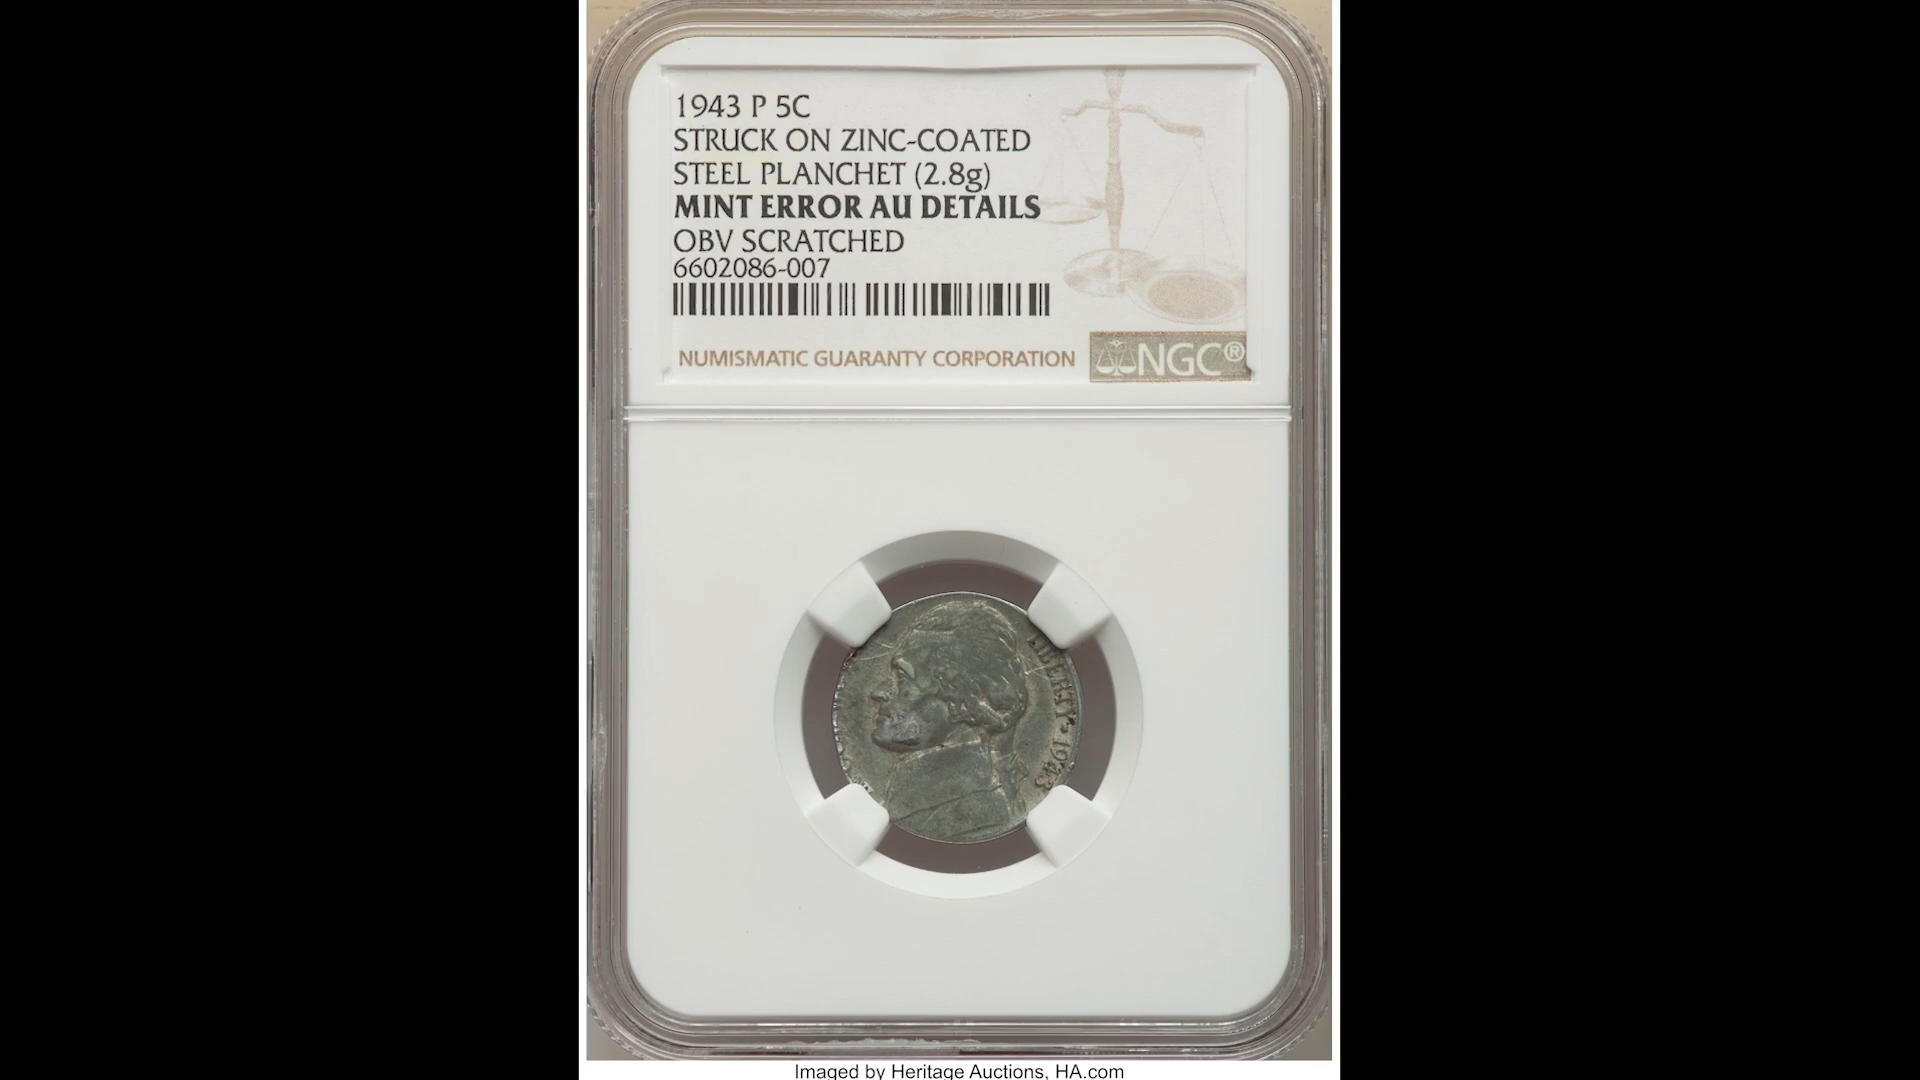 1943 P 5C
STRUCK ON ZINC-COATED
STEEL PLANCHET (2.8g)
MINT ERROR AU DETAILS
OBV SCRATCHED
6602086-007
NUMISMATIC GUARANTY CORPORATION
NGC®
LIBERTY · 1943
Imaged by Heritage Auctions, HA.com